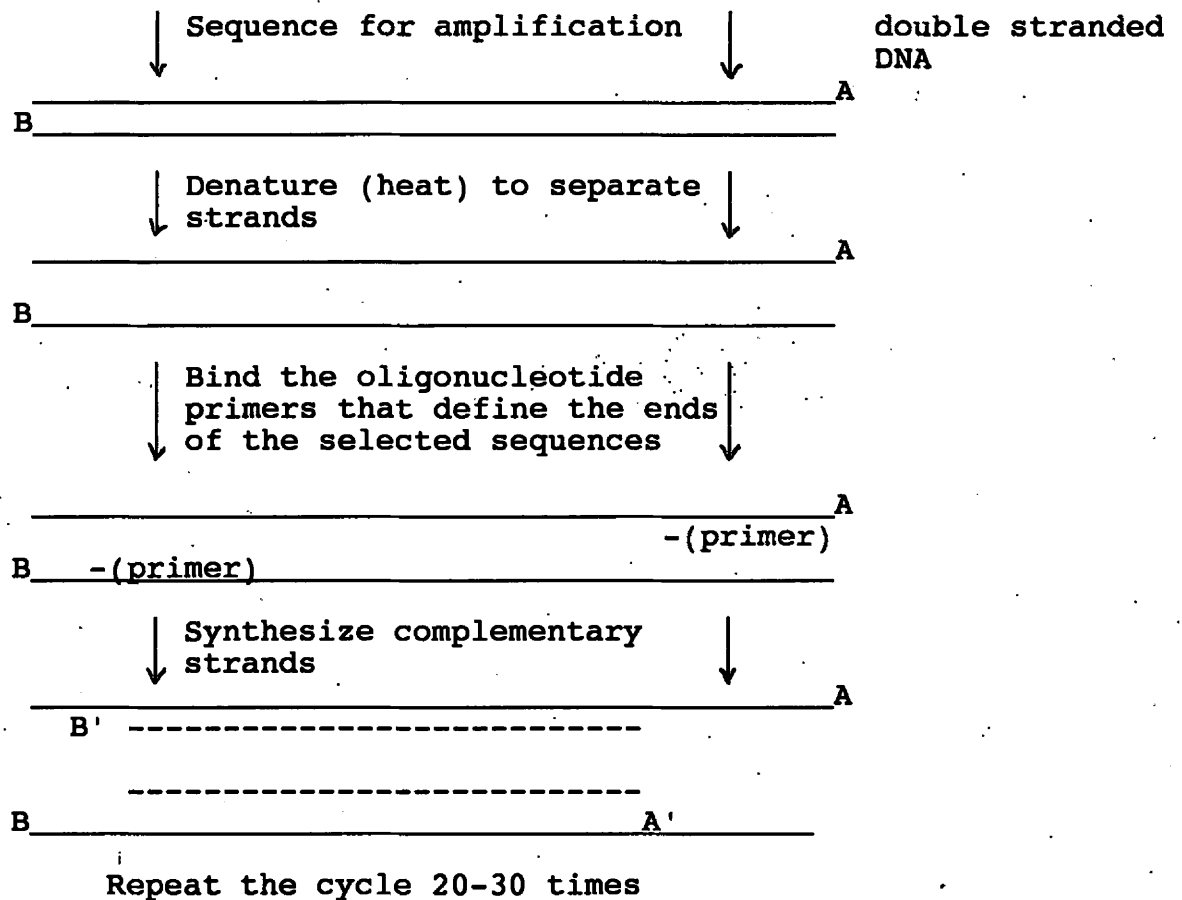 Sequence for amplification double stranded
DNA
A
B
Denature (heat) to separate
strands
A
B
Bind the oligonucleotide
primers that define the ends
of the selected sequences
A
-(primer)
B -(primer)
Synthesize complementary
strands
A
B'
B A'
Repeat the cycle 20-30 times